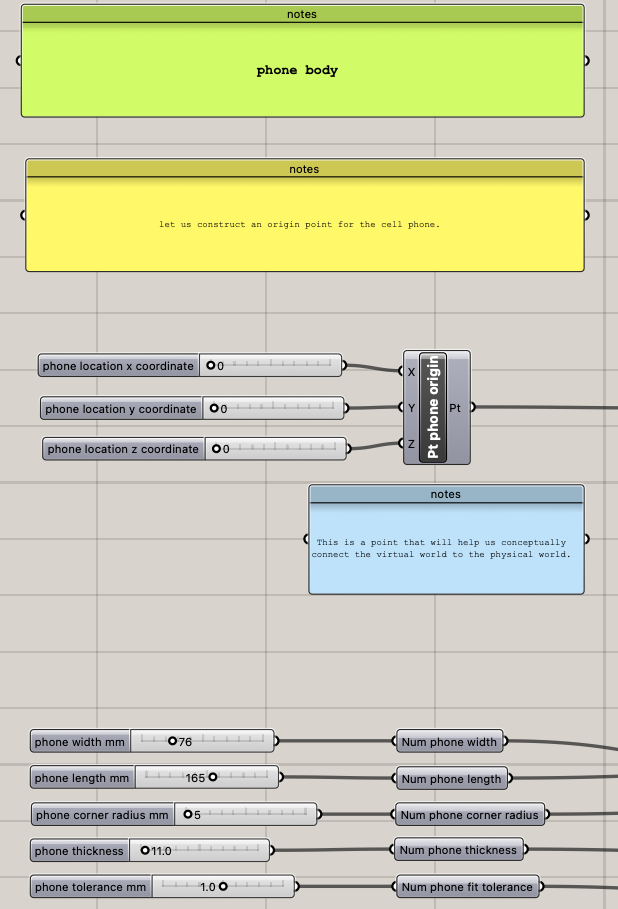 notes
phone body
notes
let us construct an origin point for the cell phone.
phone location x coordinate 0
phone location y coordinate 0
phone location z coordinate 0
X
Y
Z
Pt phone origin
Pt
notes
This is a point that will help us conceptually
connect the virtual world to the physical world.
phone width mm 76 Num phone width
phone length mm 165 Num phone length
phone corner radius mm 5 Num phone corner radius
phone thickness 11.0 Num phone thickness
phone tolerance mm 1.0 Num phone fit tolerance